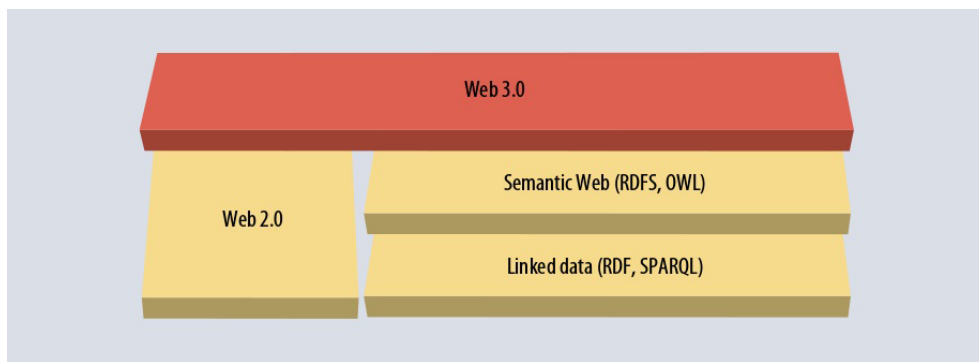 Web 3.0
Semantic Web (RDFS, OWL)
Web 2.0
Linked data (RDF, SPARQL)